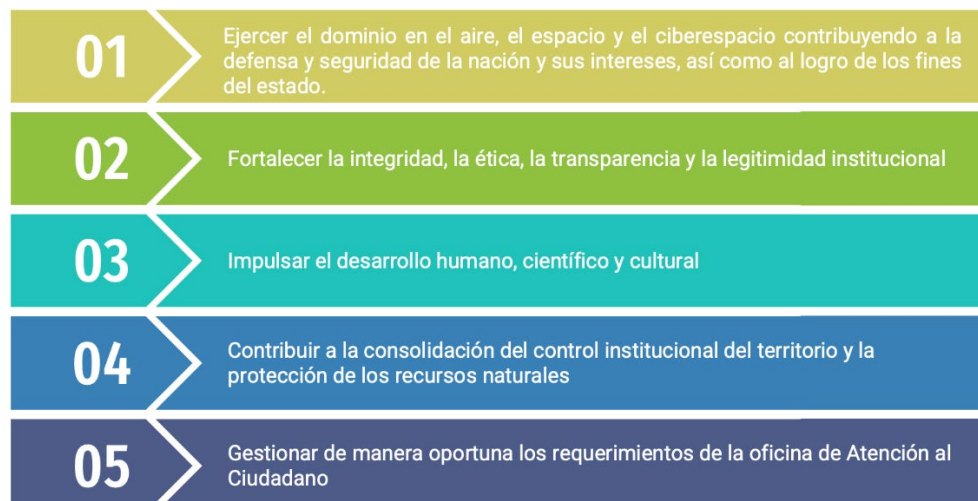 01
Ejercer el dominio en el aire, el espacio y el ciberespacio contribuyendo a la
defensa y seguridad de la nación y sus intereses, así como al logro de los fines
del estado.
02
Fortalecer la integridad, la ética, la transparencia y la legitimidad institucional
03
Impulsar el desarrollo humano, científico y cultural
04
Contribuir a la consolidación del control institucional del territorio y la
protección de los recursos naturales
05
Gestionar de manera oportuna los requerimientos de la oficina de Atención al
Ciudadano